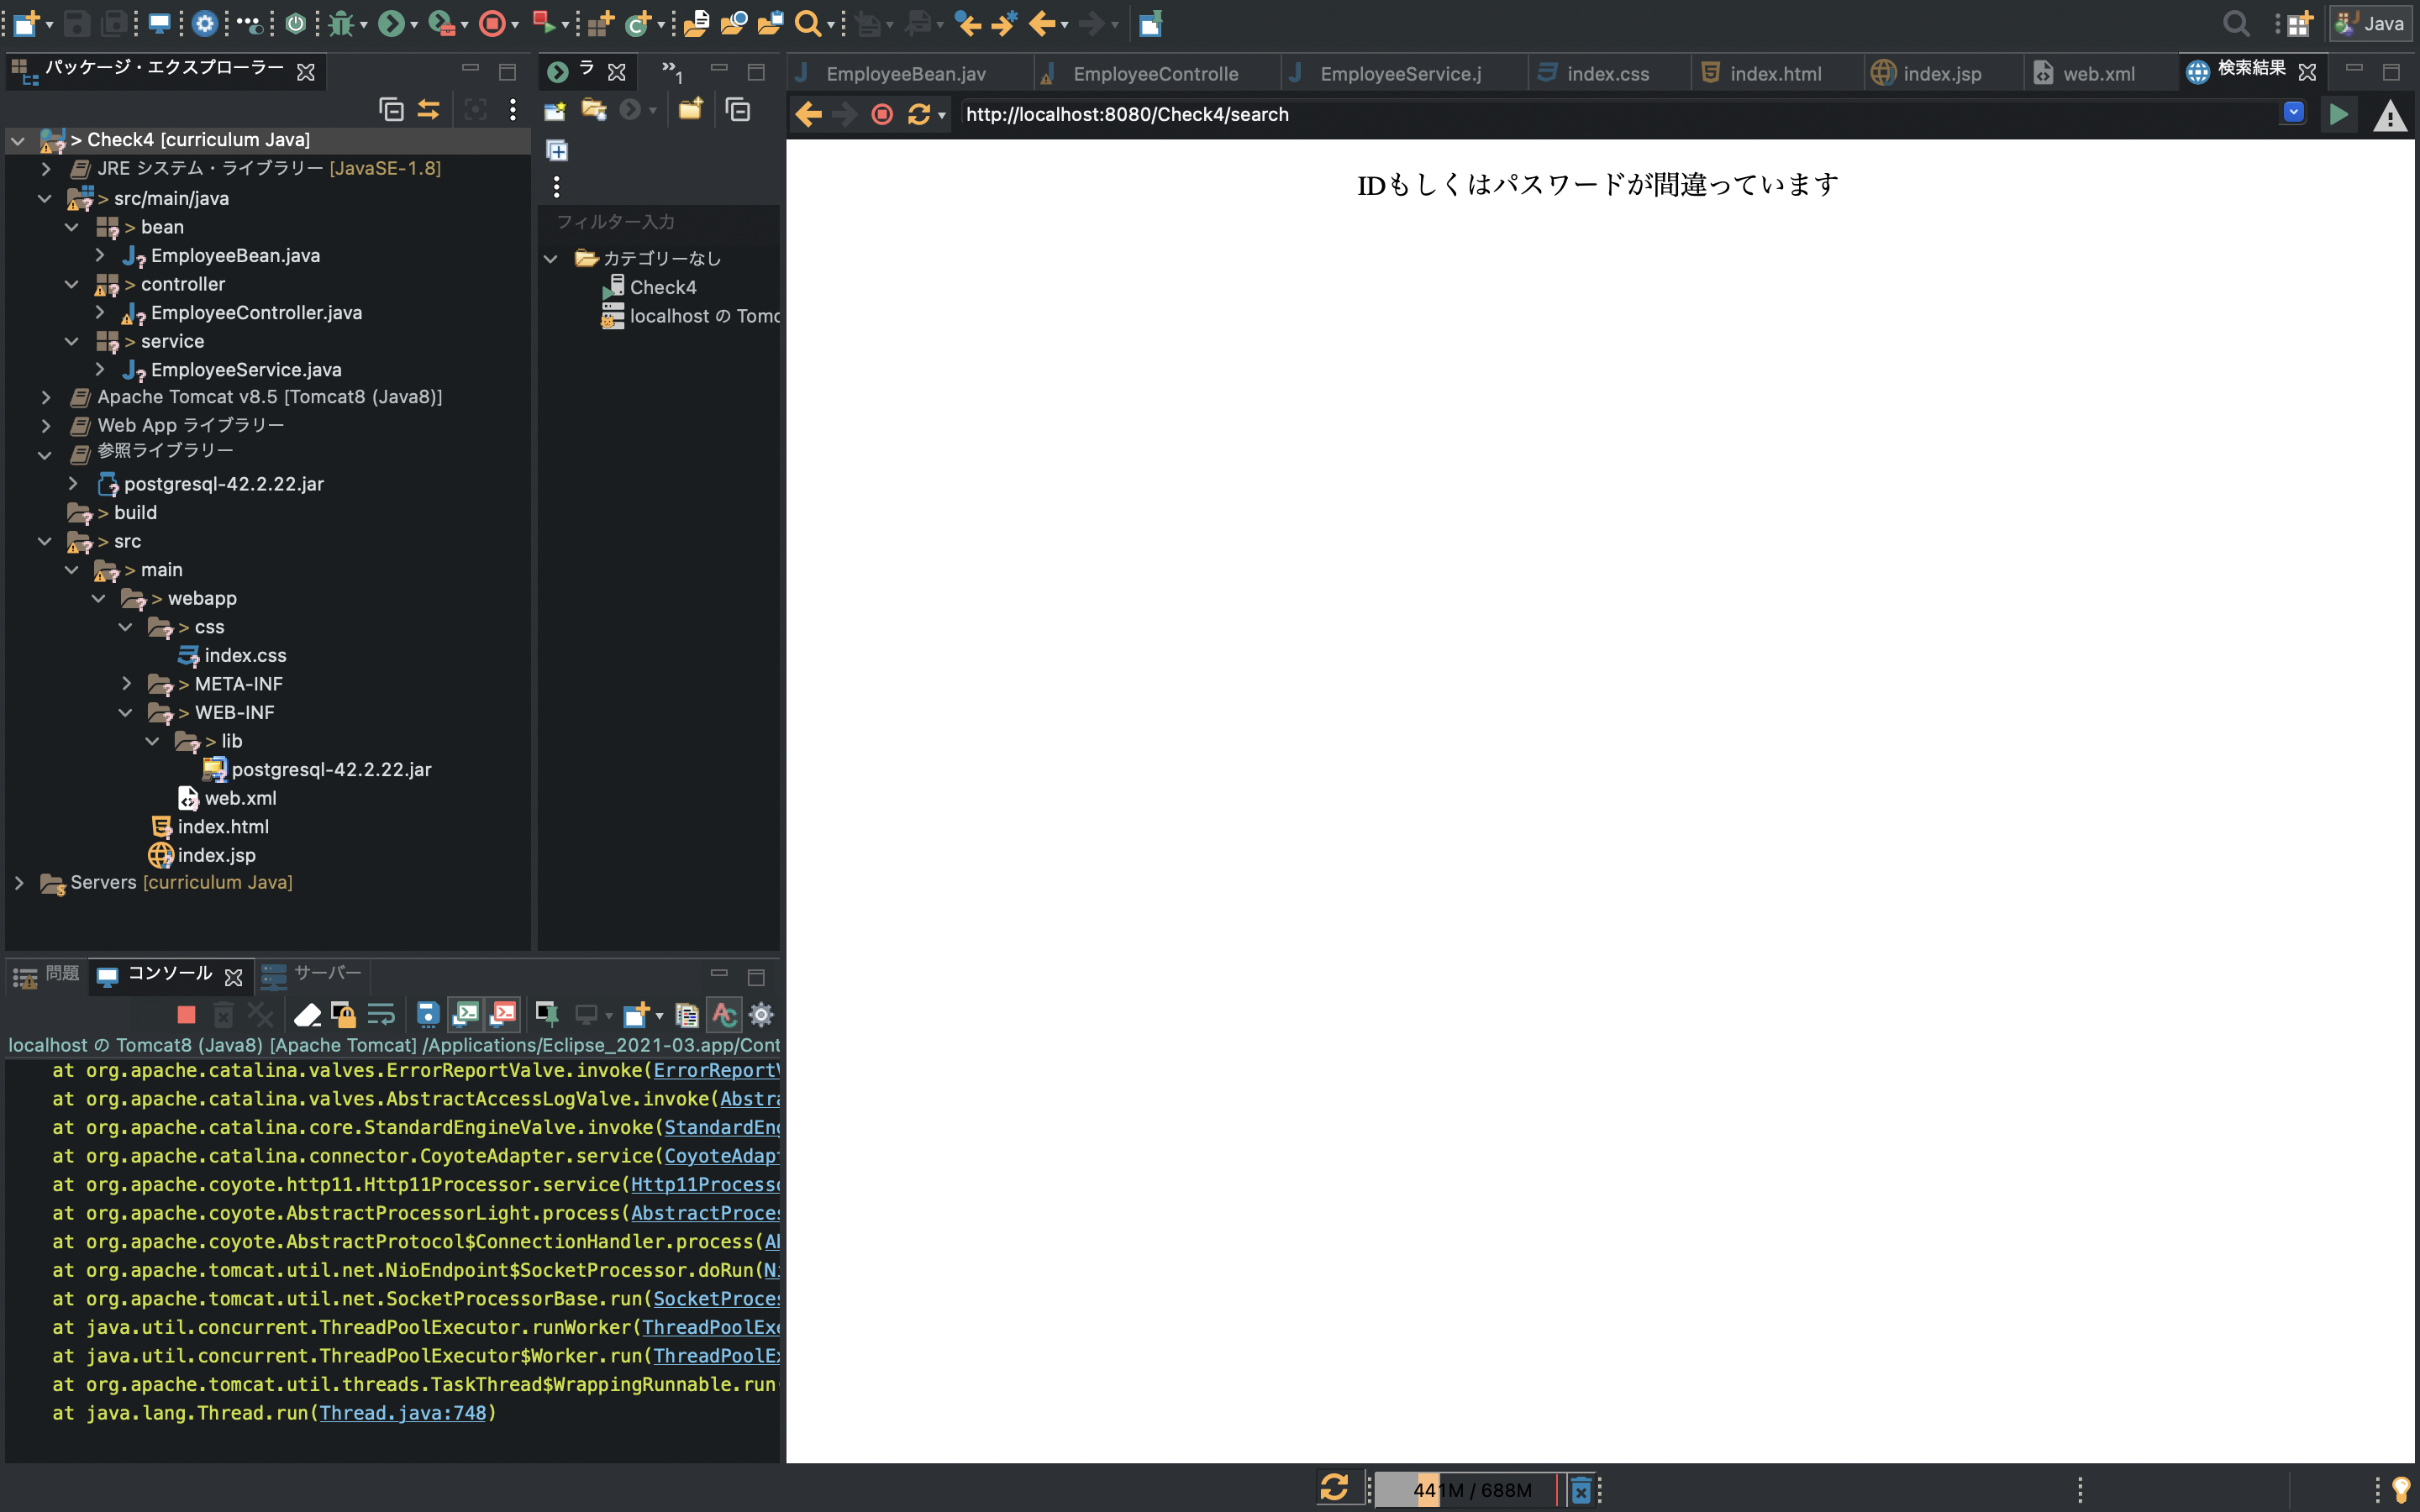 Java
パッケージ・エクスプローラー
> Check4 [curriculum Java]
JRE システム・ライブラリー [JavaSE-1.8]
> src/main/java
> bean
EmployeeBean.java
> controller
EmployeeController.java
> service
EmployeeService.java
Apache Tomcat v8.5 [Tomcat8 (Java8)]
Web App ライブラリー
参照ライブラリー
postgresql-42.2.22.jar
> build
> src
> main
> webapp
> css
index.css
> META-INF
> WEB-INF
> lib
postgresql-42.2.22.jar
web.xml
index.html
index.jsp
Servers [curriculum Java]
ラ
»1
フィルター入力
カテゴリーなし
Check4
localhost の Tomc
EmployeeBean.jav
EmployeeControlle
EmployeeService.j
index.css
index.html
index.jsp
web.xml
検索結果
http://localhost:8080/Check4/search
IDもしくはパスワードが間違っています
問題
コンソール
サーバー
localhost の Tomcat8 (Java8) [Apache Tomcat] /Applications/Eclipse_2021-03.app/Cont
at org.apache.catalina.valves.ErrorReportValve.invoke(ErrorReportV
at org.apache.catalina.valves.AbstractAccessLogValve.invoke(Abstra
at org.apache.catalina.core.StandardEngineValve.invoke(StandardEng
at org.apache.catalina.connector.CoyoteAdapter.service(CoyoteAdapt
at org.apache.coyote.http11.Http11Processor.service(Http11Processo
at org.apache.coyote.AbstractProcessorLight.process(AbstractProces
at org.apache.coyote.AbstractProtocol$ConnectionHandler.process(Ab
at org.apache.tomcat.util.net.NioEndpoint$SocketProcessor.doRun(Ni
at org.apache.tomcat.util.net.SocketProcessorBase.run(SocketProces
at java.util.concurrent.ThreadPoolExecutor.runWorker(ThreadPoolExe
at java.util.concurrent.ThreadPoolExecutor$Worker.run(ThreadPoolEx
at org.apache.tomcat.util.threads.TaskThread$WrappingRunnable.run
at java.lang.Thread.run(Thread.java:748)
441M / 688M